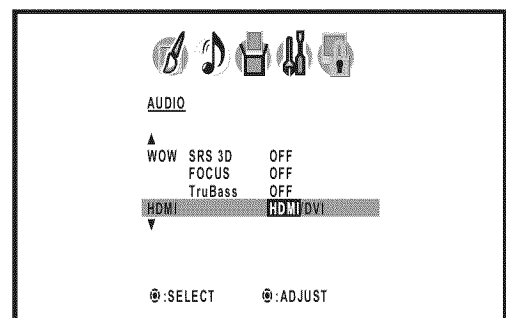 AUDIO
WOW SRS 3D OFF
FOCUS OFF
TruBass OFF
HDMI HDMI/DVI
:SELECT :ADJUST